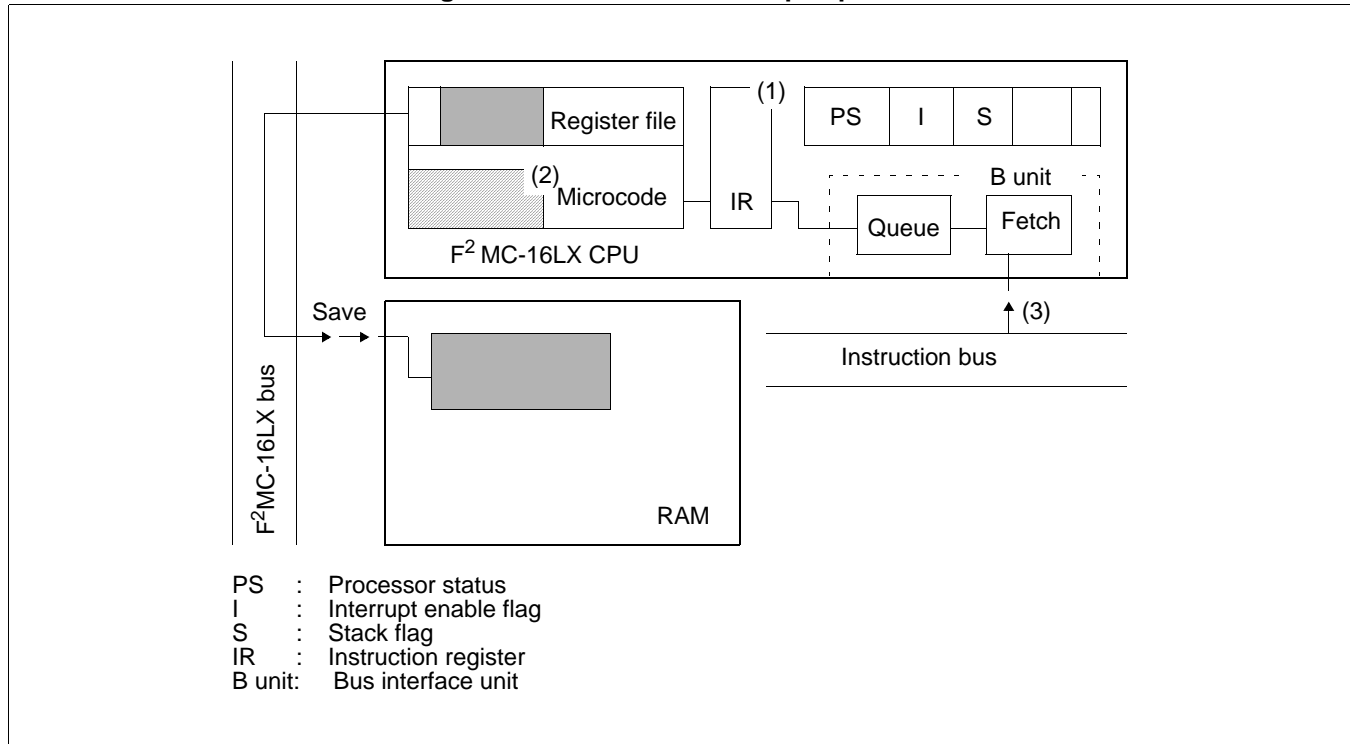 (1)
PS I S
Register file
(2)
Microcode
IR
B unit
Queue
Fetch
F² MC-16LX CPU
Save
(3)
Instruction bus
F²MC-16LX bus
RAM
PS : Processor status
I : Interrupt enable flag
S : Stack flag
IR : Instruction register
B unit: Bus interface unit